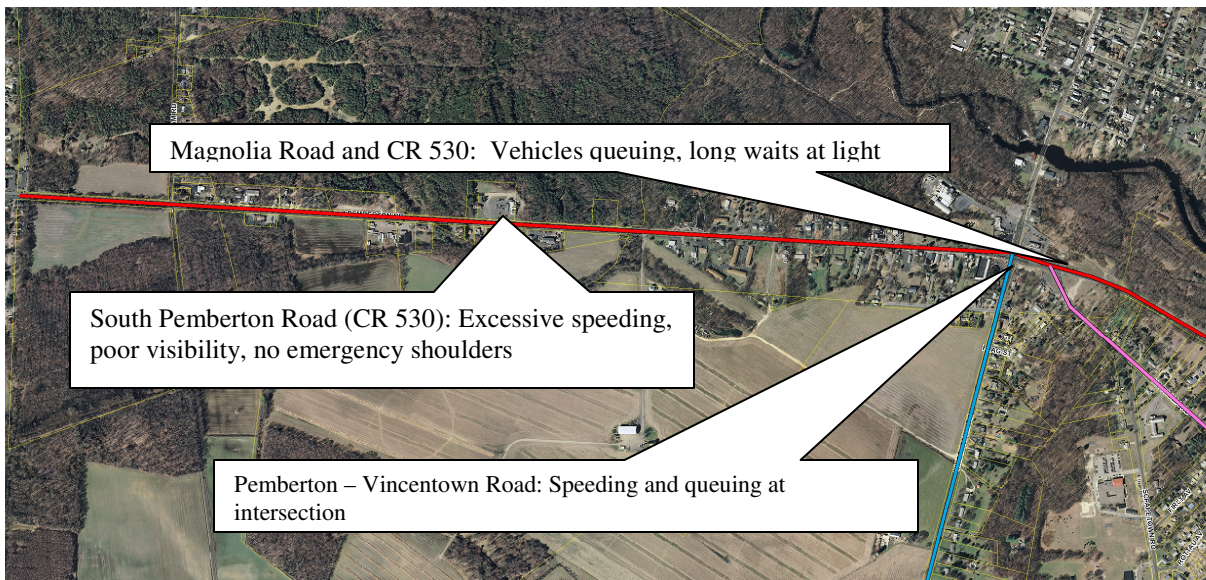 Magnolia Road and CR 530: Vehicles queuing, long waits at light
South Pemberton Road (CR 530): Excessive speeding,
poor visibility, no emergency shoulders
Pemberton – Vincentown Road: Speeding and queuing at
intersection